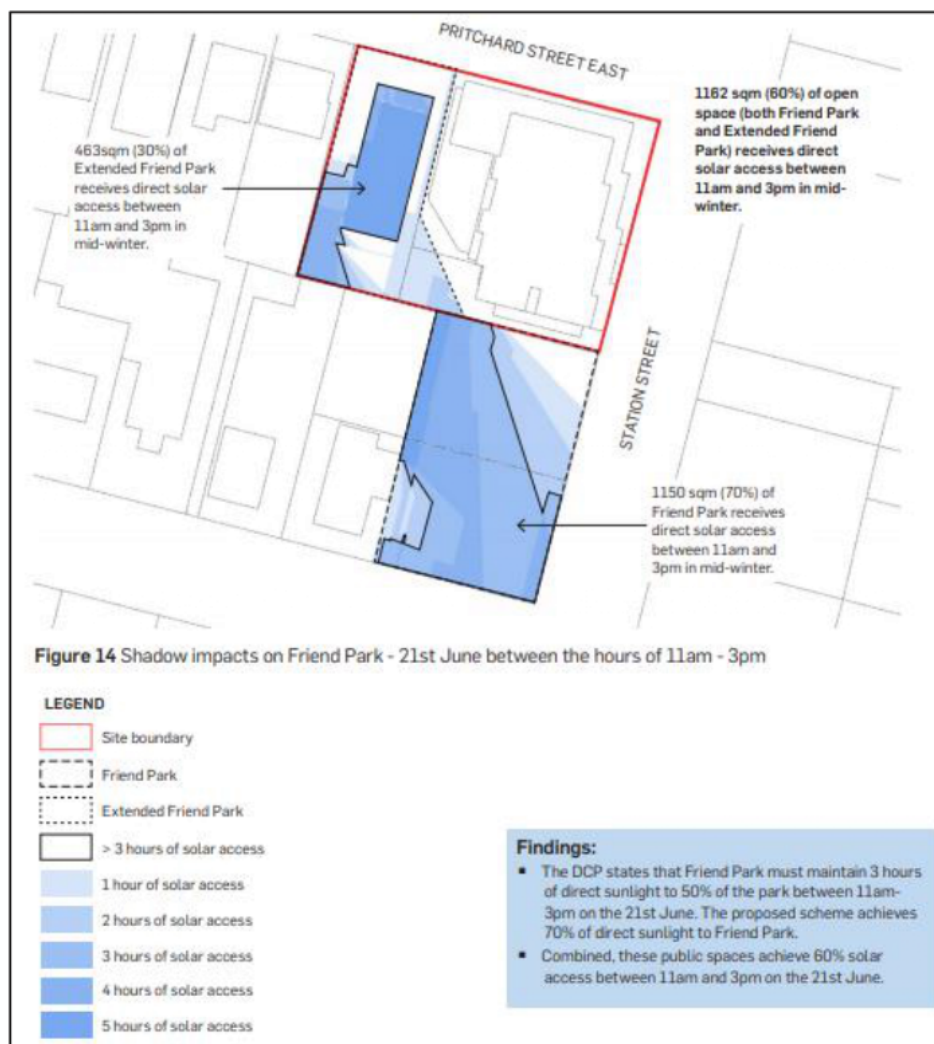 PRITCHARD STREET EAST
1162 sqm (60%) of open
space (both Friend Park
and Extended Friend
Park) receives direct
solar access between
11am and 3pm in mid-
winter.
463sqm (30%) of
Extended Friend Park
receives direct solar
access between
11am and 3pm in
mid-winter.
STATION STREET
1150 sqm (70%) of
Friend Park receives
direct solar access
between 11am and
3pm in mid-winter.
Figure 14 Shadow impacts on Friend Park - 21st June between the hours of 11am - 3pm
LEGEND
Site boundary
Friend Park
Extended Friend Park
> 3 hours of solar access
1 hour of solar access
2 hours of solar access
3 hours of solar access
4 hours of solar access
5 hours of solar access
Findings:
▪ The DCP states that Friend Park must maintain 3 hours
of direct sunlight to 50% of the park between 11am-
3pm on the 21st June. The proposed scheme achieves
70% of direct sunlight to Friend Park.
▪ Combined, these public spaces achieve 60% solar
access between 11am and 3pm on the 21st June.